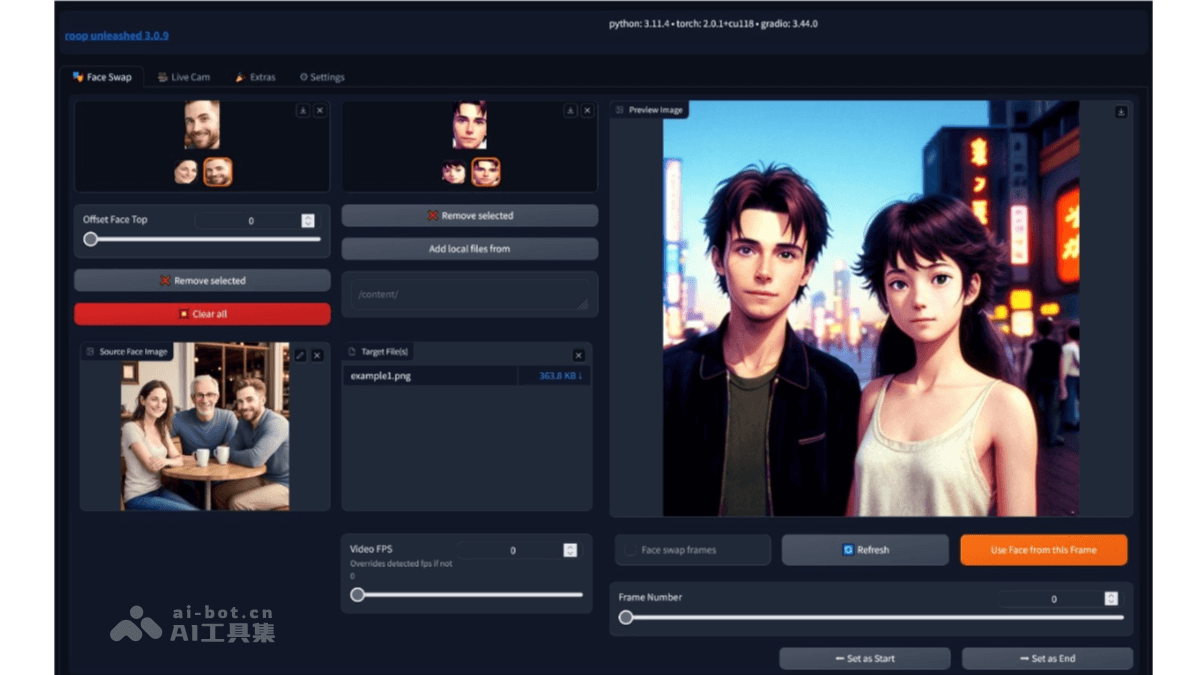 python: 3.11.4 • torch: 2.0.1+cu118 • gradio: 3.44.0
roop unleashed 3.0.9
Face Swap
Live Cam
Extras
Settings
Preview Image
Offset Face Top
0
Remove selected
Clear all
Remove selected
Add local files from
/content/
Source Face Image
Target File(s)
example1.png
363.8 KB ↓
Video FPS
0
Overrides detected fps if not
0
Face swap frames
Refresh
Use Face from this Frame
Frame Number
0
⬅ Set as Start
➡ Set as End
ai-bot.cn
AI工具集